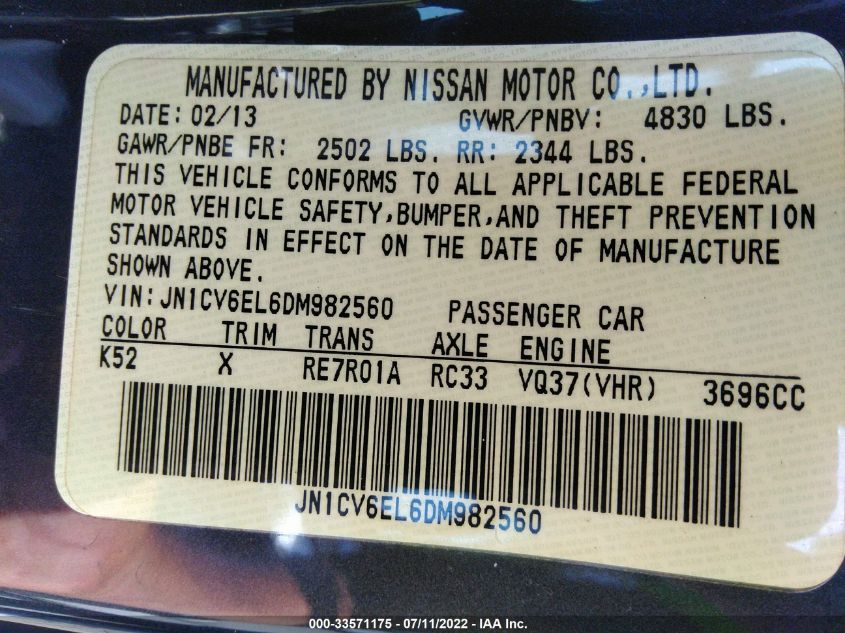 MANUFACTURED BY NISSAN MOTOR CO.,LTD.
DATE: 02/13 GVWR/PNBV: 4830 LBS.
GAWR/PNBE FR: 2502 LBS. RR: 2344 LBS.
THIS VEHICLE CONFORMS TO ALL APPLICABLE FEDERAL
MOTOR VEHICLE SAFETY,BUMPER,AND THEFT PREVENTION
STANDARDS IN EFFECT ON THE DATE OF MANUFACTURE
SHOWN ABOVE.
VIN: JN1CV6EL6DM982560 PASSENGER CAR
COLOR TRIM TRANS AXLE ENGINE
K52 X RE7R01A RC33 VQ37(VHR) 3696CC
JN1CV6EL6DM982560
000-33571175 - 07/11/2022 - IAA Inc.